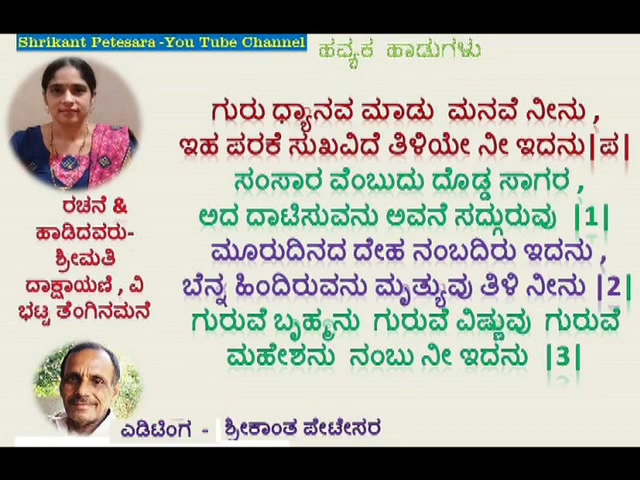 Shrikant Petesara -You Tube Channel
ಹವ್ಯಕ ಹಾಡುಗಳು
ಗುರು ಧ್ಯಾನವ ಮಾಡು ಮನವೆ ನೀನು ,
ಇಹ ಪರಕೆ ಸುಖವಿದೆ ತಿಳಿಯೇ ನೀ ಇದನು|ಪ|
ಸಂಸಾರ ವೆಂಬುದು ದೊಡ್ಡ ಸಾಗರ ,
ಅದ ದಾಟಿಸುವನು ಅವನೆ ಸದ್ಗುರುವು |1|
ಮೂರುದಿನದ ದೇಹ ನಂಬದಿರು ಇದನು ,
ಬೆನ್ನ ಹಿಂದಿರುವನು ಮೃತ್ಯುವು ತಿಳಿ ನೀನು |2|
ಗುರುವೆ ಬೃಹ್ಮನು ಗುರುವೆ ವಿಷ್ಣುವು ಗುರುವೆ
ಮಹೇಶನು ನಂಬು ನೀ ಇದನು |3|
ರಚನೆ &
ಹಾಡಿದವರು-
ಶ್ರೀಮತಿ
ದಾಕ್ಷಾಯಣಿ , ವಿ
ಭಟ್ಟ ತೆಂಗಿನಮನೆ
ಎಡಿಟಿಂಗ - ಶ್ರೀಕಾಂತ ಪೇಟೇಸರ